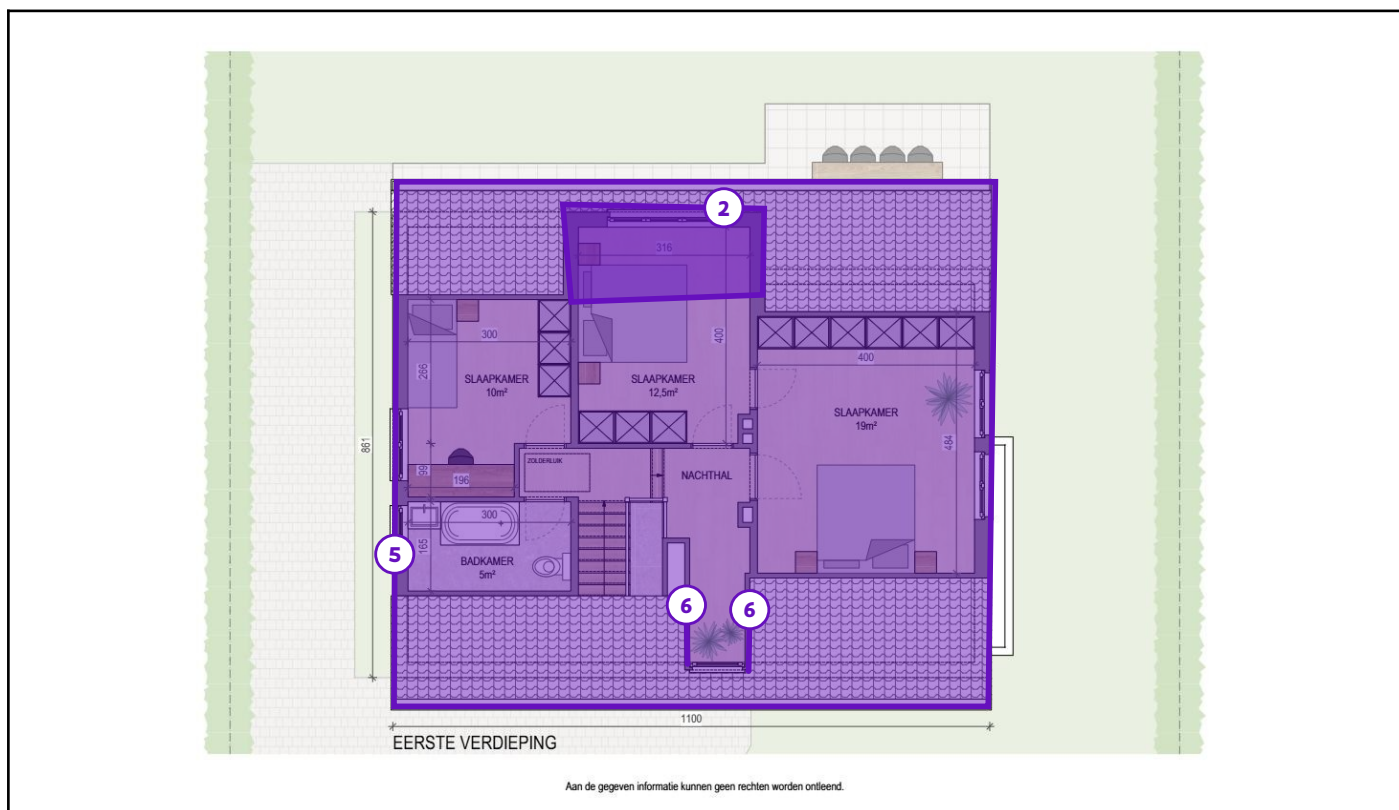 2
316
300
400
400
SLAAPKAMER
10m²
SLAAPKAMER
12,5m²
SLAAPKAMER
19m²
266
861
99
484
ZOLDERLUIK
NACHTHAL
196
300
165
BADKAMER
5m²
5
6
6
1100
EERSTE VERDIEPING
Aan de gegeven informatie kunnen geen rechten worden ontleend.